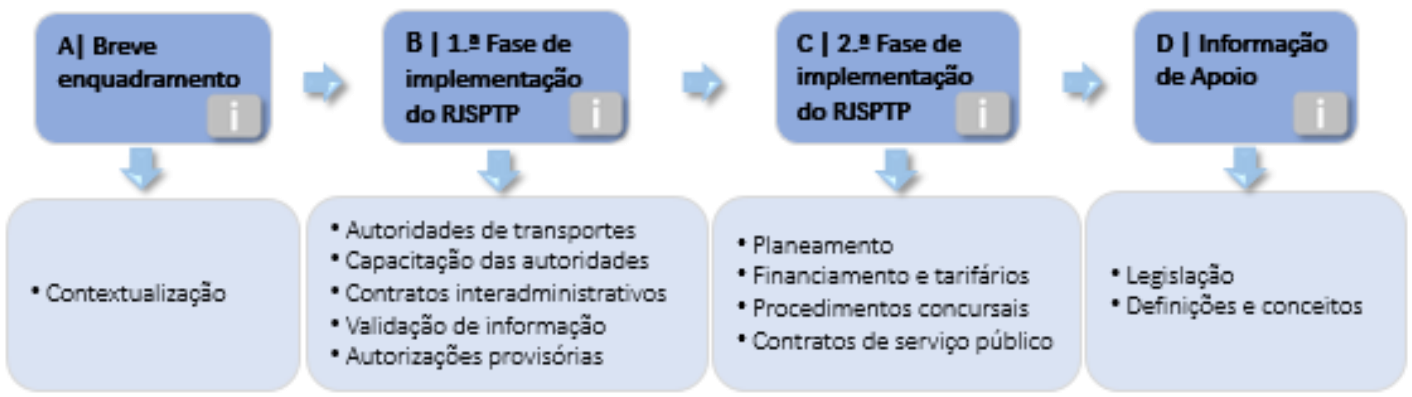 A| Breve
enquadramento
i
B | 1.ª Fase de
implementação
do RJSPTP
i
C | 2.ª Fase de
implementação
do RJSPTP
i
D | Informação
de Apoio
i
• Contextualização
• Autoridades de transportes
• Capacitação das autoridades
• Contratos interadministrativos
• Validação de informação
• Autorizações provisórias
• Planeamento
• Financiamento e tarifários
• Procedimentos concursais
• Contratos de serviço público
• Legislação
• Definições e conceitos